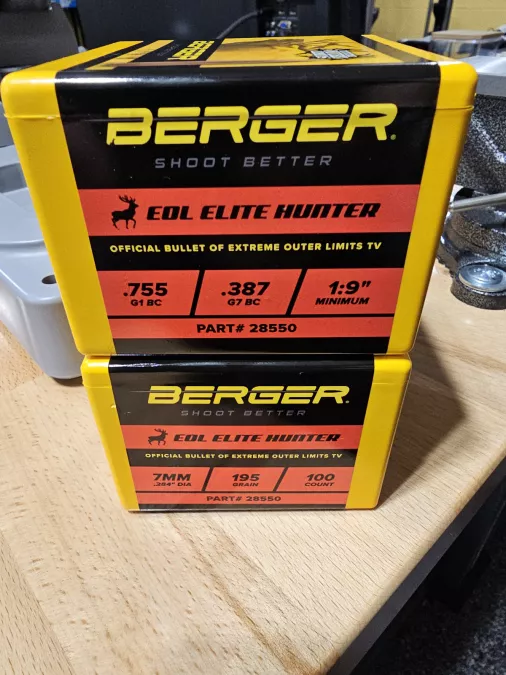 BERGER
BERGER®
SHOOT BETTER
EOL ELITE HUNTER
OFFICIAL BULLET OF EXTREME OUTER LIMITS TV
.755 .387 1:9"
G1 BC G7 BC MINIMUM
PART# 28550
BERGER®
SHOOT BETTER
EOL ELITE HUNTER
OFFICIAL BULLET OF EXTREME OUTER LIMITS TV
7MM 195 100
.284" DIA GRAIN COUNT
PART# 28550